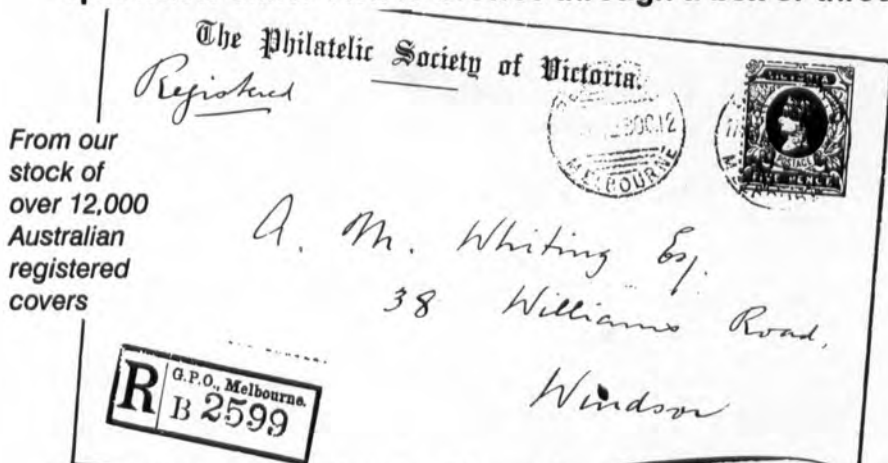 The Philatelic Society of Victoria.
Registered
From our
stock of
over 12,000
Australian
registered
covers
8OC12
MELBOURNE
VICTORIA
POSTAGE
FIVE PENCE
A. M. Whiting Esq.
38 Williams Road,
Windsor
R G.P.O., Melbourne.
B 2599